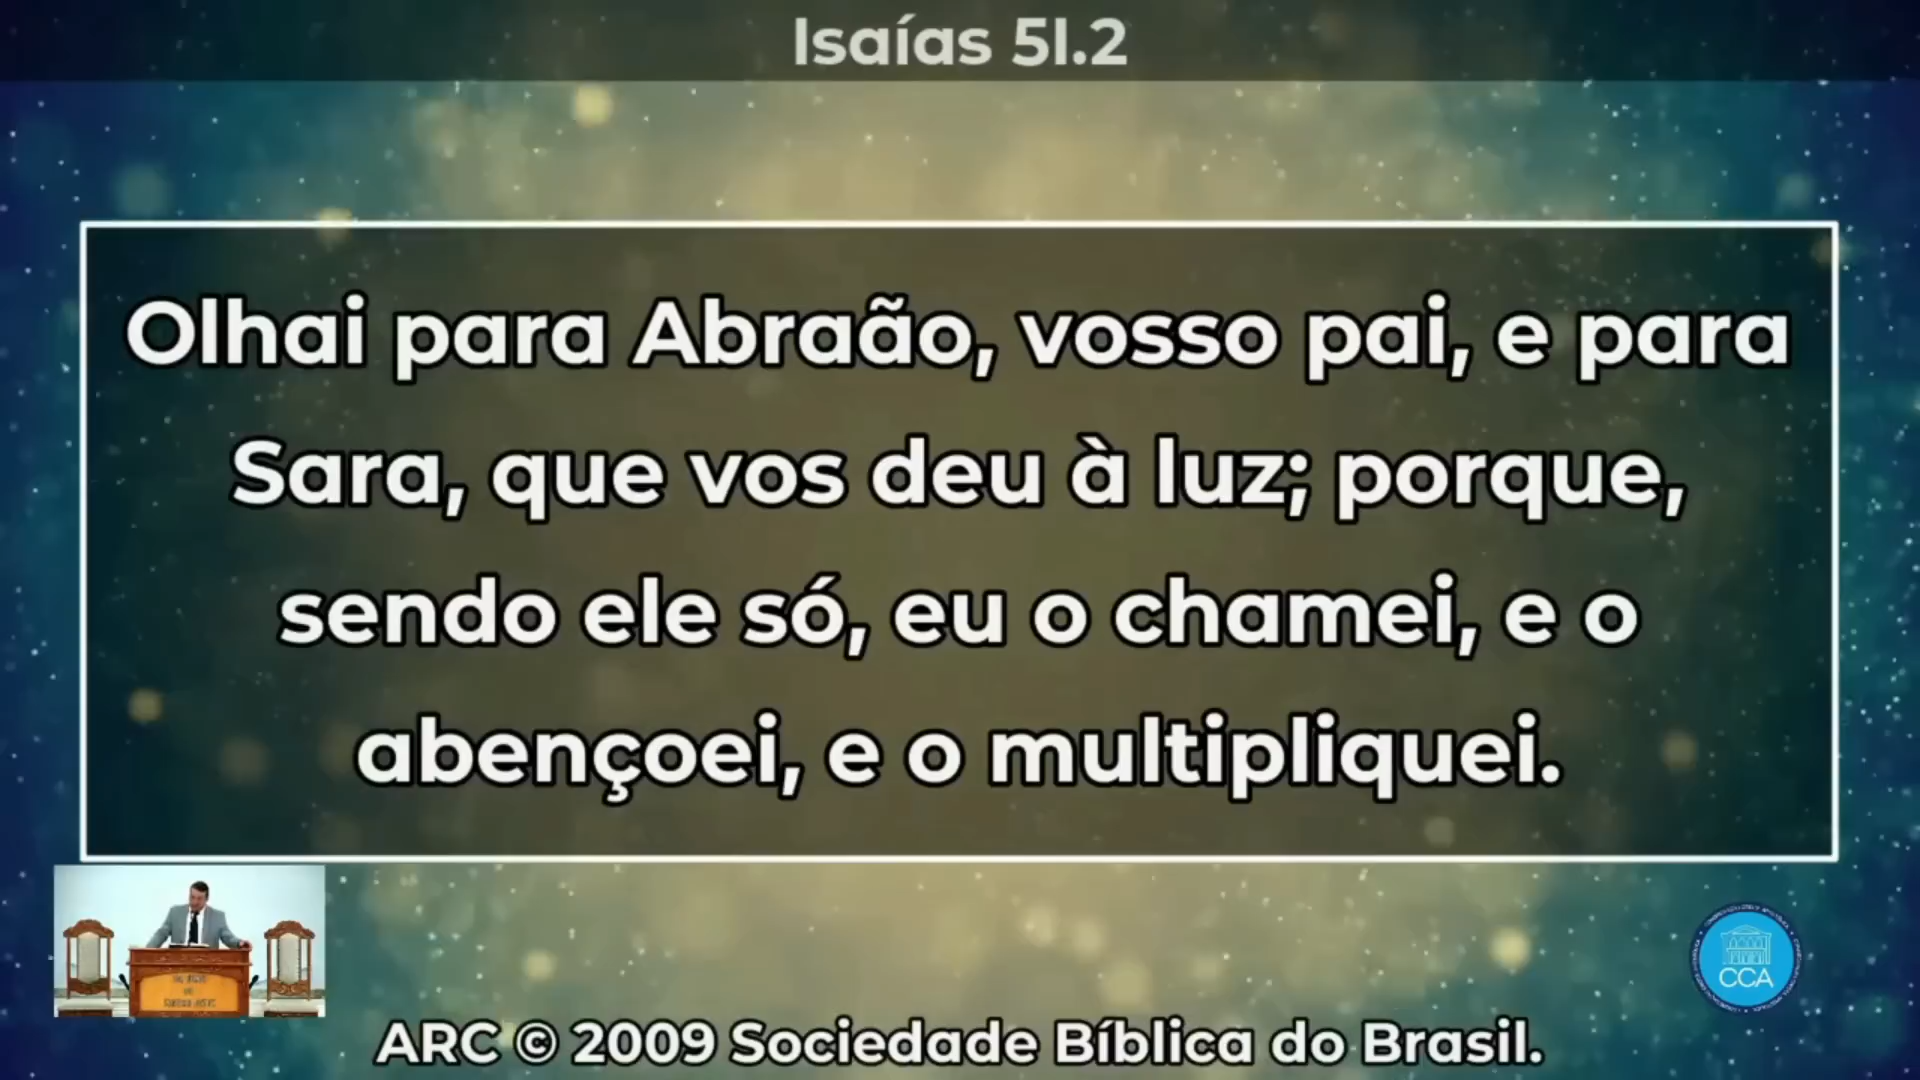 Isaías 51.2
Olhai para Abraão, vosso pai, e para
Sara, que vos deu à luz; porque,
sendo ele só, eu o chamei, e o
abençoei, e o multipliquei.
CCA
ARC © 2009 Sociedade Bíblica do Brasil.